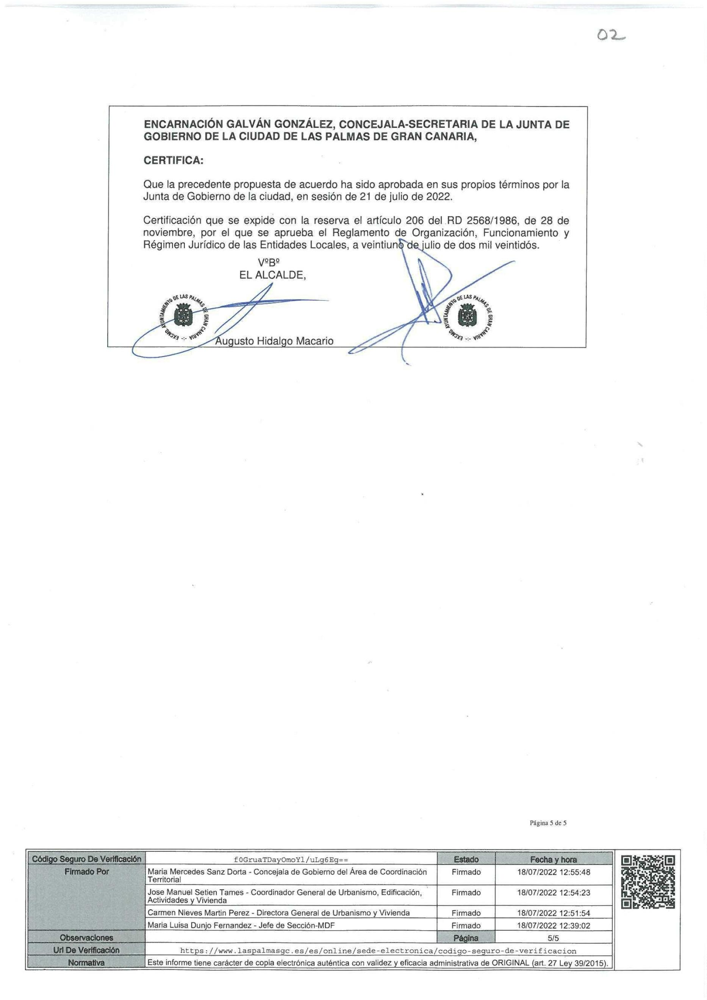 02
ENCARNACIÓN GALVÁN GONZÁLEZ, CONCEJALA-SECRETARIA DE LA JUNTA DE
GOBIERNO DE LA CIUDAD DE LAS PALMAS DE GRAN CANARIA,
CERTIFICA:
Que la precedente propuesta de acuerdo ha sido aprobada en sus propios términos por la
Junta de Gobierno de la ciudad, en sesión de 21 de julio de 2022.
Certificación que se expide con la reserva el artículo 206 del RD 2568/1986, de 28 de
noviembre, por el que se aprueba el Reglamento de Organización, Funcionamiento y
Régimen Jurídico de las Entidades Locales, a veintiuno de julio de dos mil veintidós.
VºBº
EL ALCALDE,
EXCMO. AYUNTAMIENTO DE LAS PALMAS DE GRAN CANARIA -:-
EXCMO. AYUNTAMIENTO DE LAS PALMAS DE GRAN CANARIA -:-
Augusto Hidalgo Macario
Página 5 de 5
Código Seguro De Verificación f0GruaTDayOmoYl/uLg6Eg== Estado Fecha y hora
Firmado Por Maria Mercedes Sanz Dorta - Concejala de Gobierno del Área de Coordinación Firmado 18/07/2022 12:55:48
Territorial
Jose Manuel Setien Tames - Coordinador General de Urbanismo, Edificación, Firmado 18/07/2022 12:54:23
Actividades y Vivienda
Carmen Nieves Martin Perez - Directora General de Urbanismo y Vivienda Firmado 18/07/2022 12:51:54
Maria Luisa Dunjo Fernandez - Jefe de Sección-MDF Firmado 18/07/2022 12:39:02
Observaciones Página 5/5
Url De Verificación https://www.laspalmasgc.es/es/online/sede-electronica/codigo-seguro-de-verificacion
Normativa Este informe tiene carácter de copia electrónica auténtica con validez y eficacia administrativa de ORIGINAL (art. 27 Ley 39/2015).